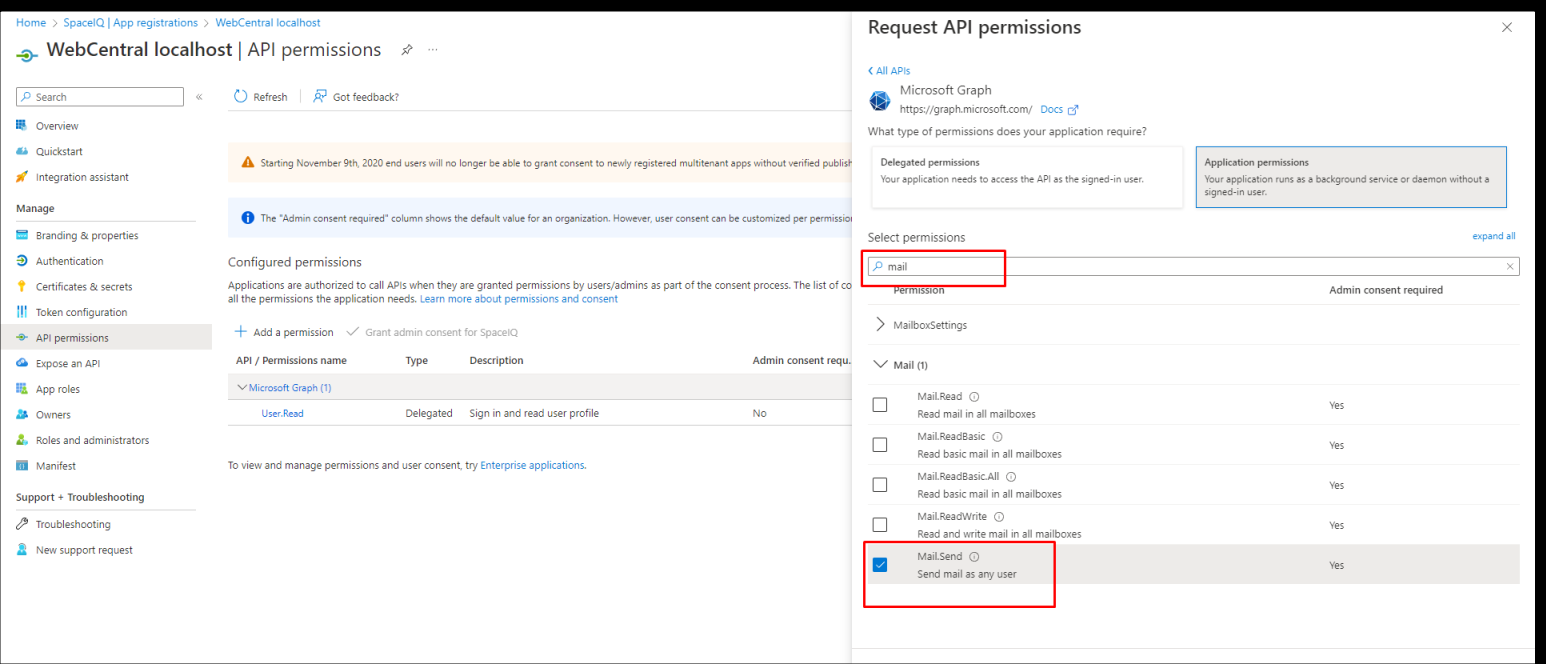 Home > SpaceIQ | App registrations > WebCentral localhost
WebCentral localhost | API permissions
Search
«
Overview
Quickstart
Integration assistant
Manage
Branding & properties
Authentication
Certificates & secrets
Token configuration
API permissions
Expose an API
App roles
Owners
Roles and administrators
Manifest
Support + Troubleshooting
Troubleshooting
New support request
Refresh
Got feedback?
Starting November 9th, 2020 end users will no longer be able to grant consent to newly registered multitenant apps without verified publish
The "Admin consent required" column shows the default value for an organization. However, user consent can be customized per permission
Configured permissions
Applications are authorized to call APIs when they are granted permissions by users/admins as part of the consent process. The list of co
all the permissions the application needs. Learn more about permissions and consent
Add a permission
Grant admin consent for SpaceIQ
API / Permissions name Type Description Admin consent requ.
Microsoft Graph (1)
User.Read Delegated Sign in and read user profile No
To view and manage permissions and user consent, try Enterprise applications.
Request API permissions
All APIs
Microsoft Graph
https://graph.microsoft.com/ Docs
What type of permissions does your application require?
Delegated permissions
Your application needs to access the API as the signed-in user.
Application permissions
Your application runs as a background service or daemon without a
signed-in user.
Select permissions
expand all
mail
Permission Admin consent required
MailboxSettings
Mail (1)
Mail.Read
Read mail in all mailboxes
Yes
Mail.ReadBasic
Read basic mail in all mailboxes
Yes
Mail.ReadBasic.All
Read basic mail in all mailboxes
Yes
Mail.ReadWrite
Read and write mail in all mailboxes
Yes
Mail.Send
Send mail as any user
Yes